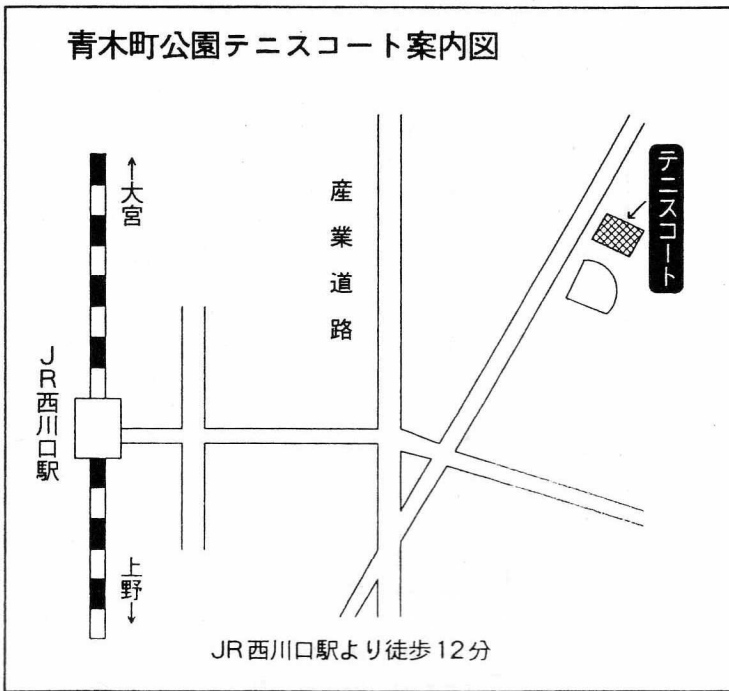 青木町公園テニスコート案内図
↑大宮
産業道路
テニスコート
JR西川口駅
上野↓
JR西川口駅より徒歩12分